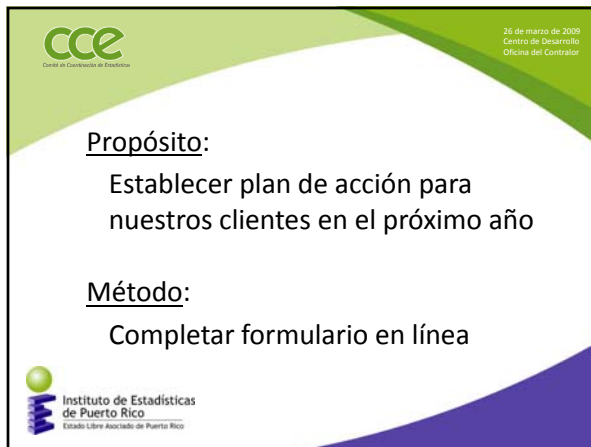 cce
Comité de Coordinación de Estadísticas
26 de marzo de 2009
Centro de Desarrollo
Oficina del Contralor
Propósito:
Establecer plan de acción para
nuestros clientes en el próximo año
Método:
Completar formulario en línea
Instituto de Estadísticas
de Puerto Rico
Estado Libre Asociado de Puerto Rico